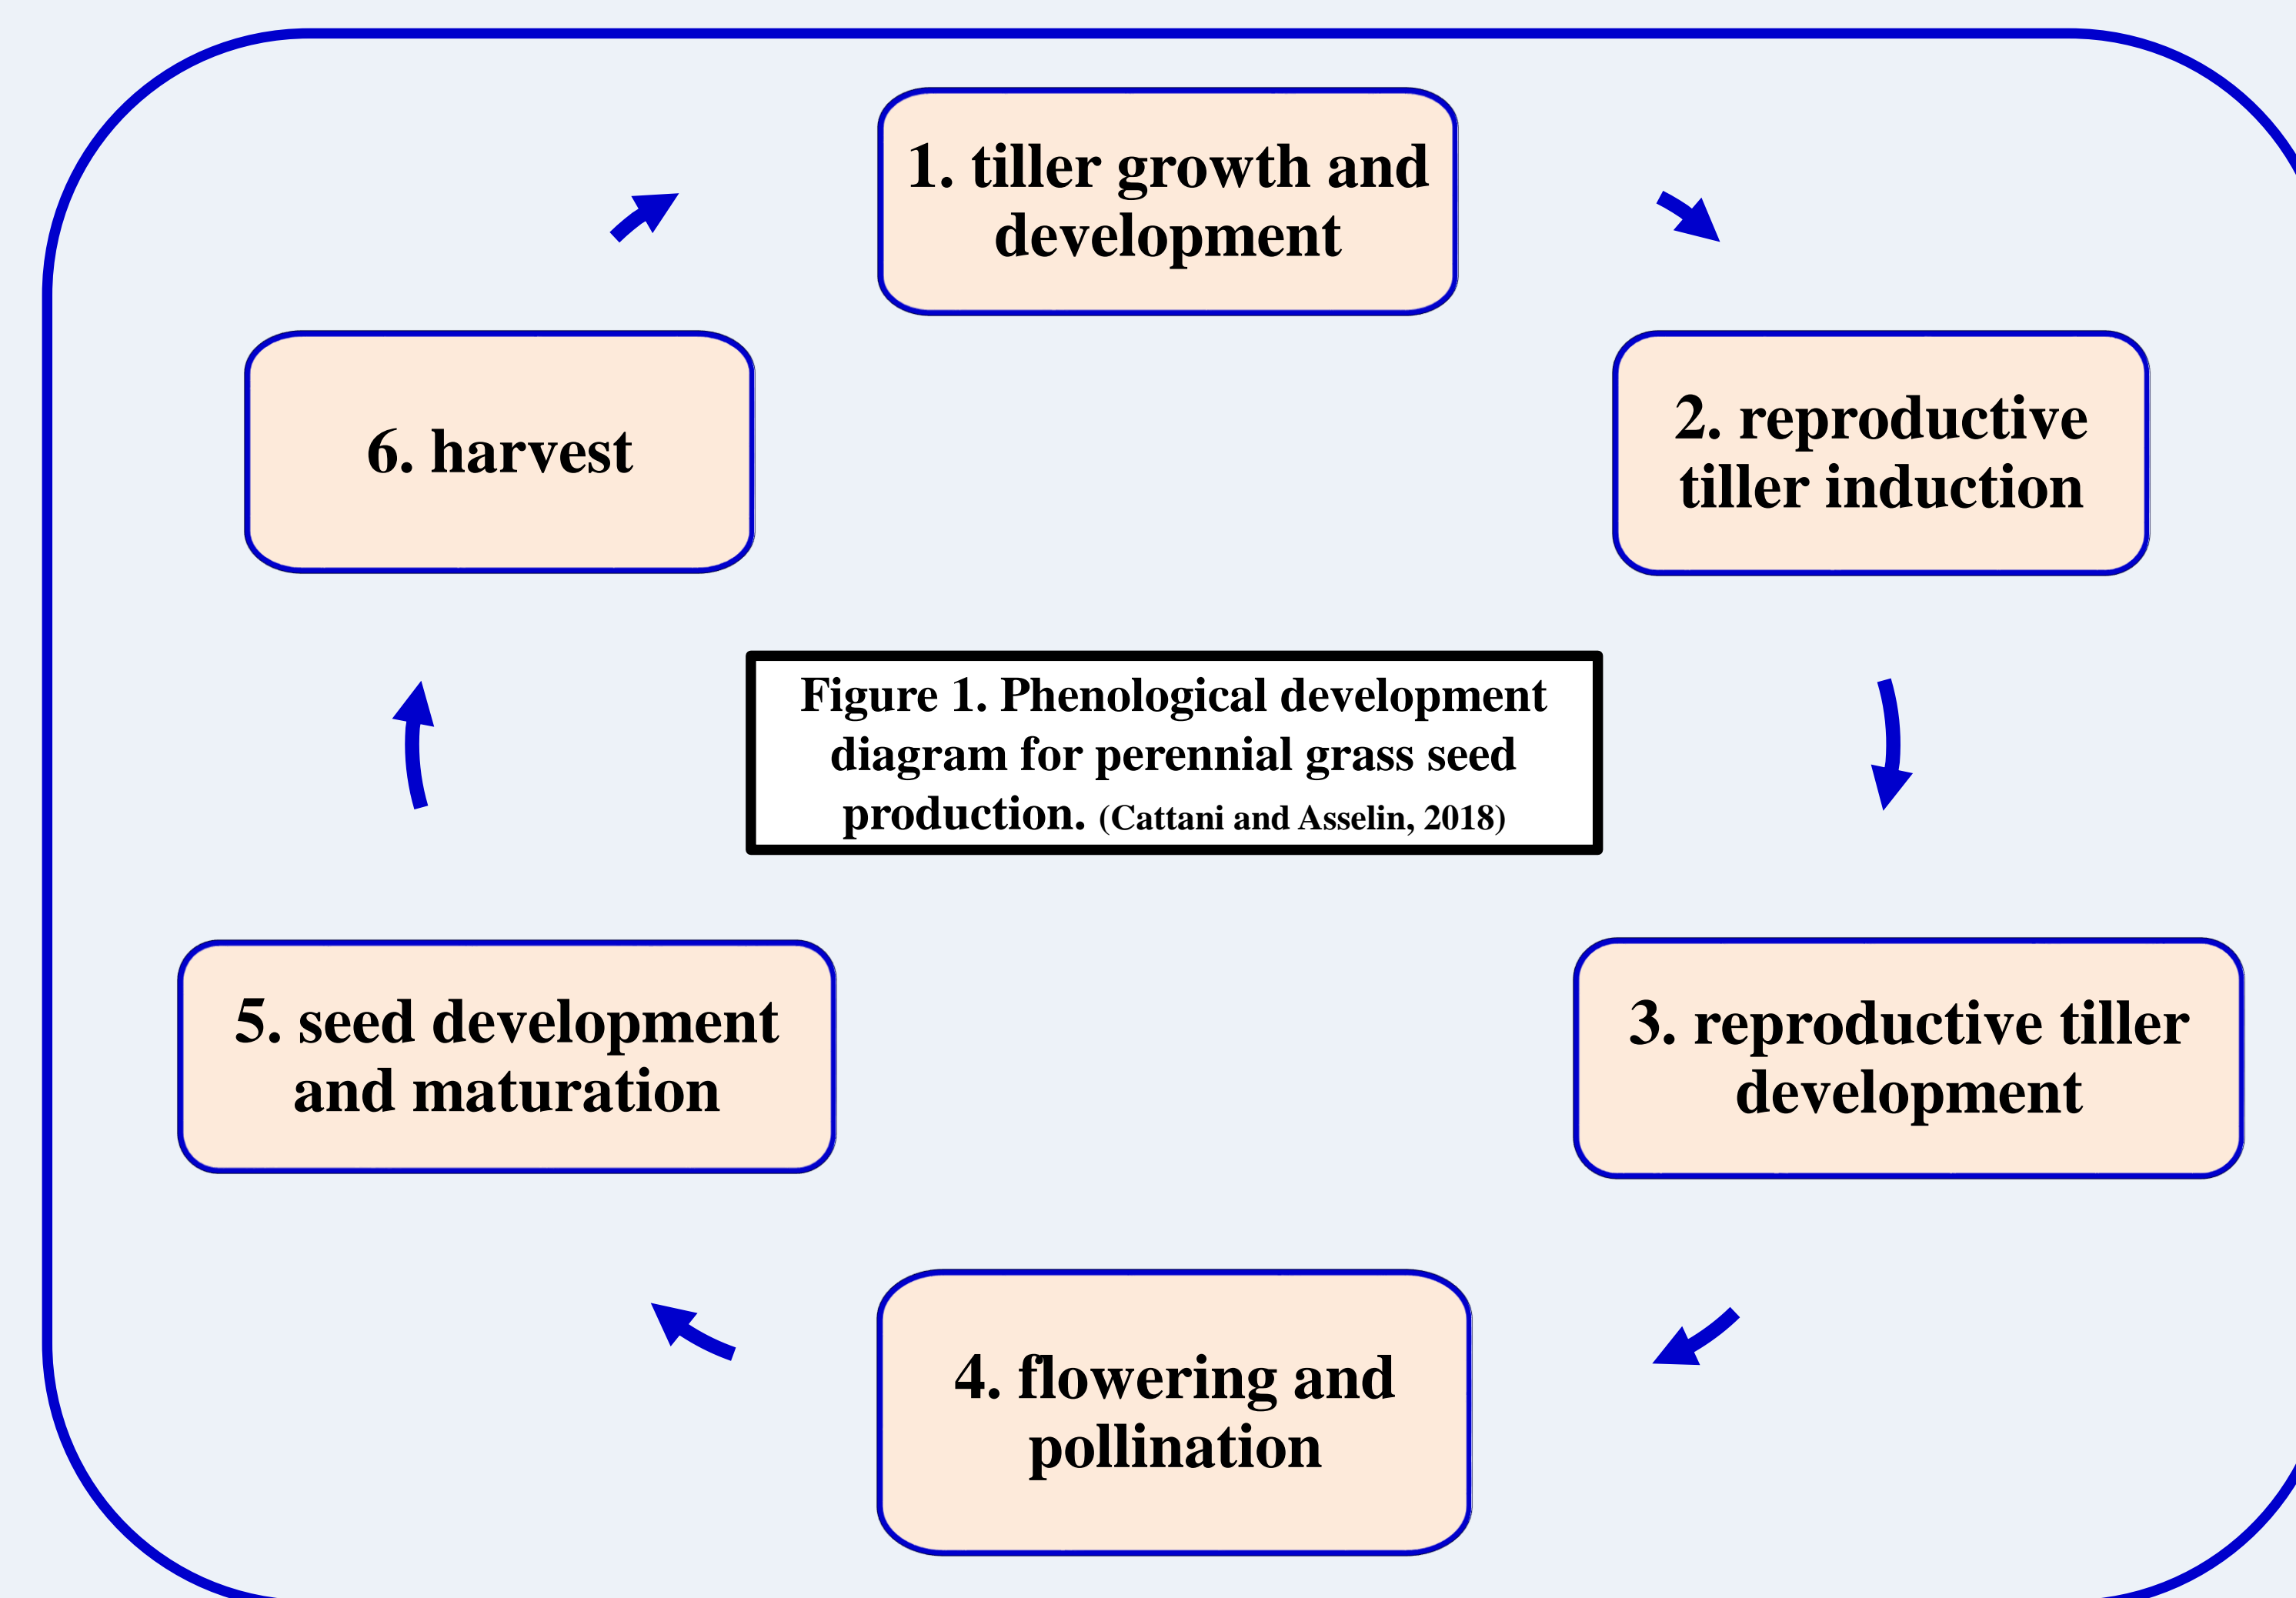 1. tiller growth and
development
2. reproductive
tiller induction
3. reproductive tiller
development
4. flowering and
pollination
5. seed development
and maturation
6. harvest
Figure 1. Phenological development
diagram for perennial grass seed
production. (Cattani and Asselin, 2018)